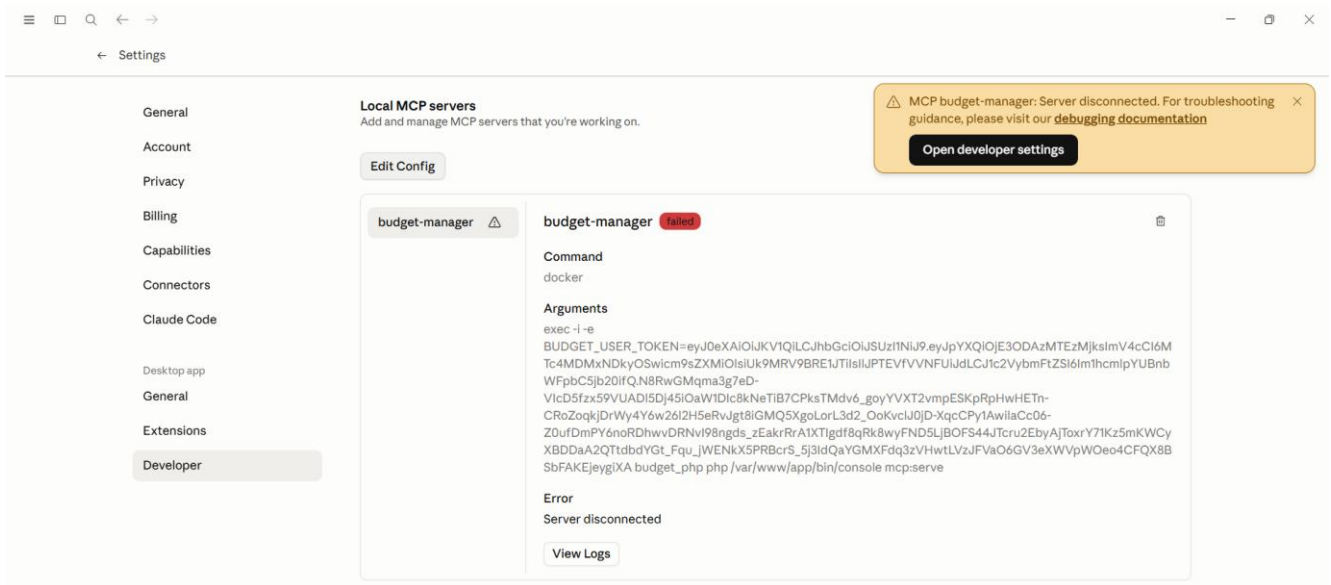 Settings
General
Account
Privacy
Billing
Capabilities
Connectors
Claude Code
Desktop app
General
Extensions
Developer
Local MCP servers
Add and manage MCP servers that you're working on.
Edit Config
MCP budget-manager: Server disconnected. For troubleshooting
guidance, please visit our debugging documentation
Open developer settings
budget-manager
budget-manager failed
Command
docker
Arguments
exec -i -e
BUDGET_USER_TOKEN=eyJ0eXAiOiJKV1QiLCJhbGciOiJSUzI1NiJ9.eyJpYXQiOjE3ODAzMTEzMjksImV4cCI6M
Tc4MDMxNDkyOSwicm9sZXMiOlsiUk9MRV9BRE1JTiIsIlJPTEVfVVNFUiJdLCJ1c2VybmFtZSI6Im1hcmlpYUBnb
WFpbC5jb20ifQ.N8RwGMqma3g7eD-
VIcD5fzx59VUADI5Dj45iOaW1DIc8kNeTiB7CPksTMdv6_goyYVXT2vmpESKpRpHwHETn-
CRoZoqkjDrWy4Y6w26I2H5eRvJgt8iGMQ5XgoLorL3d2_OoKvclJ0jD-XqcCPy1AwilaCc06-
Z0ufDmPY6noRDhwvDRNvI98ngds_zEakrRrA1XTIgdf8qRk8wyFND5LjBOFS44JTcru2EbyAjToxrY71Kz5mKWCy
XBDDaA2QTtdbdYGt_Fqu_jWENkX5PRBcrS_5j3IdQaYGMXFdq3zVHwtLVzJFVaO6GV3eXWVpWOeo4CFQX8B
SbFAKEjeygiXA budget_php php /var/www/app/bin/console mcp:serve
Error
Server disconnected
View Logs